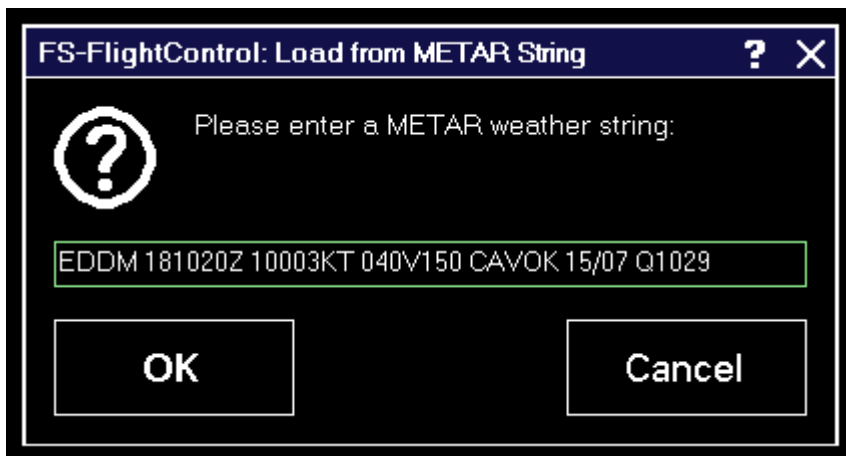 FS-FlightControl: Load from METAR String ? X
Please enter a METAR weather string:
?
EDDM 181020Z 10003KT 040V150 CAVOK 15/07 Q1029
OK Cancel